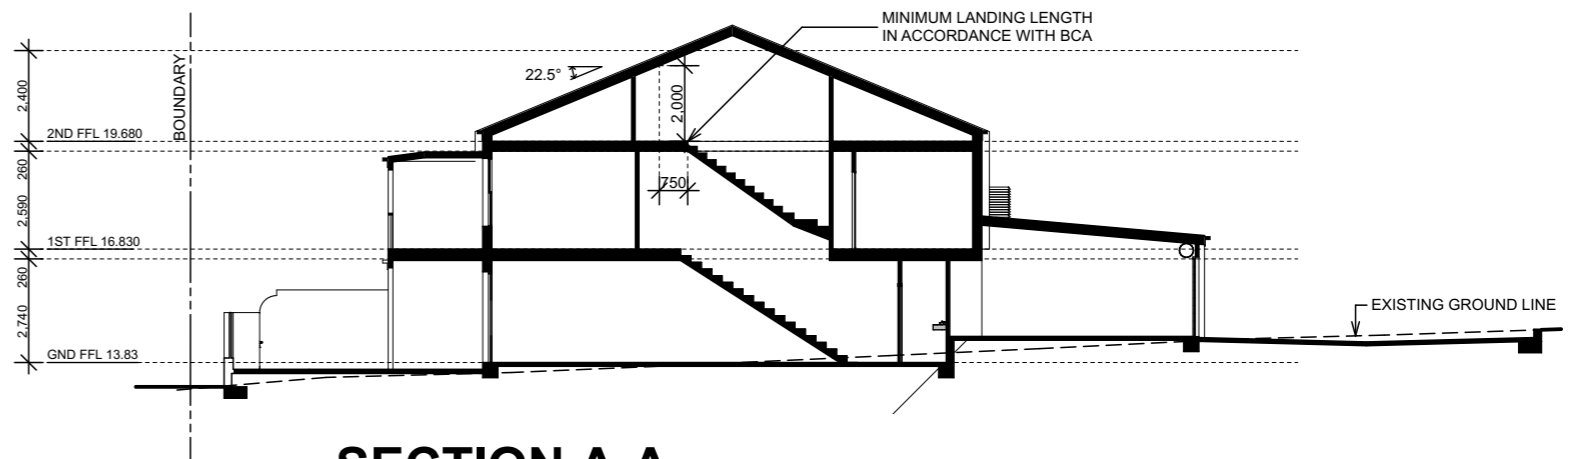 MINIMUM LANDING LENGTH
IN ACCORDANCE WITH BCA
BOUNDARY
22.5°
2,400
2,000
2ND FFL 19.680
260
750
2,590
1ST FFL 16.830
260
2,740
EXISTING GROUND LINE
GND FFL 13.83
SECTION A-A